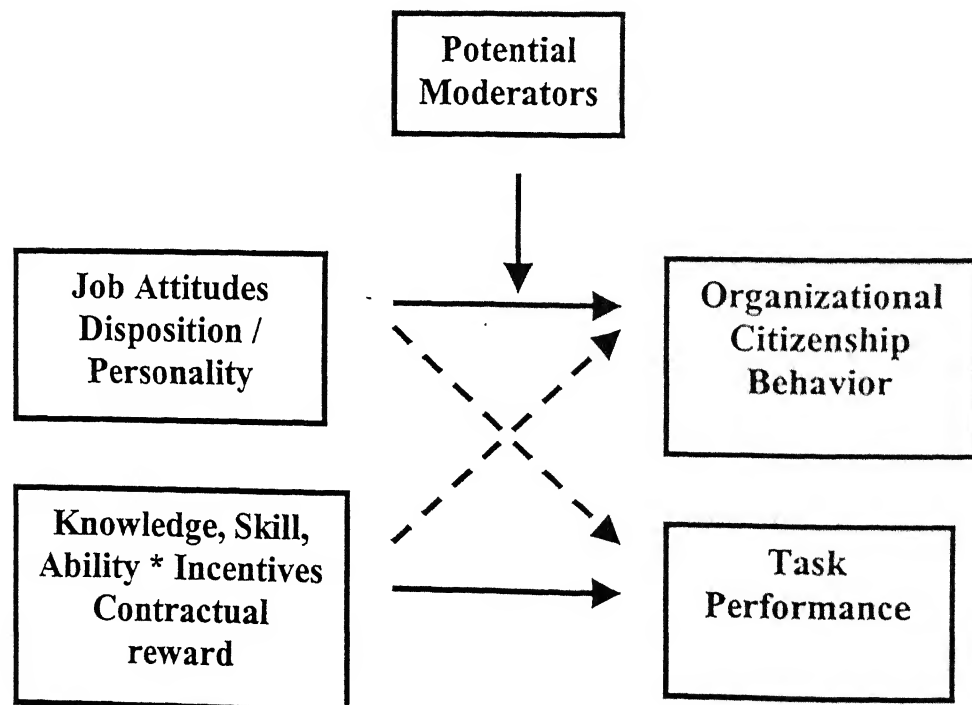 Potential
Moderators
Job Attitudes
Disposition /
Personality
Organizational
Citizenship
Behavior
Knowledge, Skill,
Ability * Incentives
Contractual
reward
Task
Performance